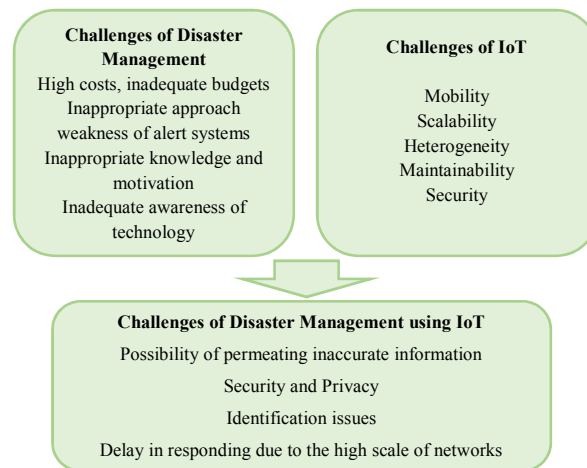 Challenges of Disaster
Management
High costs, inadequate budgets
Inappropriate approach
weakness of alert systems
Inappropriate knowledge and
motivation
Inadequate awareness of
technology
Challenges of IoT
Mobility
Scalability
Heterogeneity
Maintainability
Security
Challenges of Disaster Management using IoT
Possibility of permeating inaccurate information
Security and Privacy
Identification issues
Delay in responding due to the high scale of networks